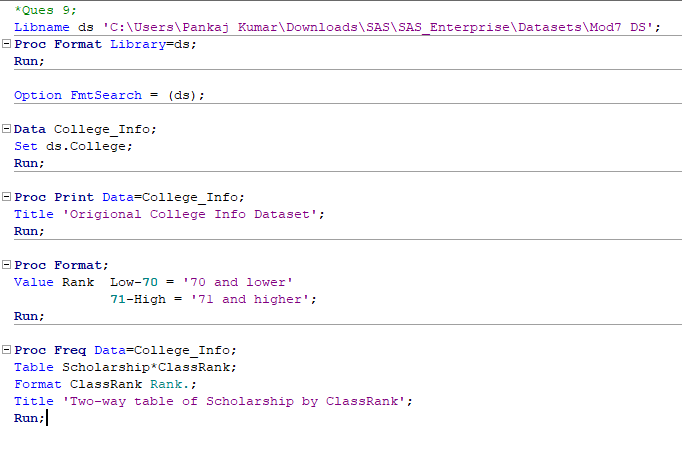 *Ques 9;
Libname ds 'C:\Users\Pankaj Kumar\Downloads\SAS\SAS_Enterprise\Datasets\Mod7 DS';
Proc Format Library=ds;
Run;
Option FmtSearch = (ds);
Data College_Info;
Set ds.College;
Run;
Proc Print Data=College_Info;
Title 'Origional College Info Dataset';
Run;
Proc Format;
Value Rank  Low-70 = '70 and lower'
            71-High = '71 and higher';
Run;
Proc Freq Data=College_Info;
Table Scholarship*ClassRank;
Format ClassRank Rank.;
Title 'Two-way table of Scholarship by ClassRank';
Run;